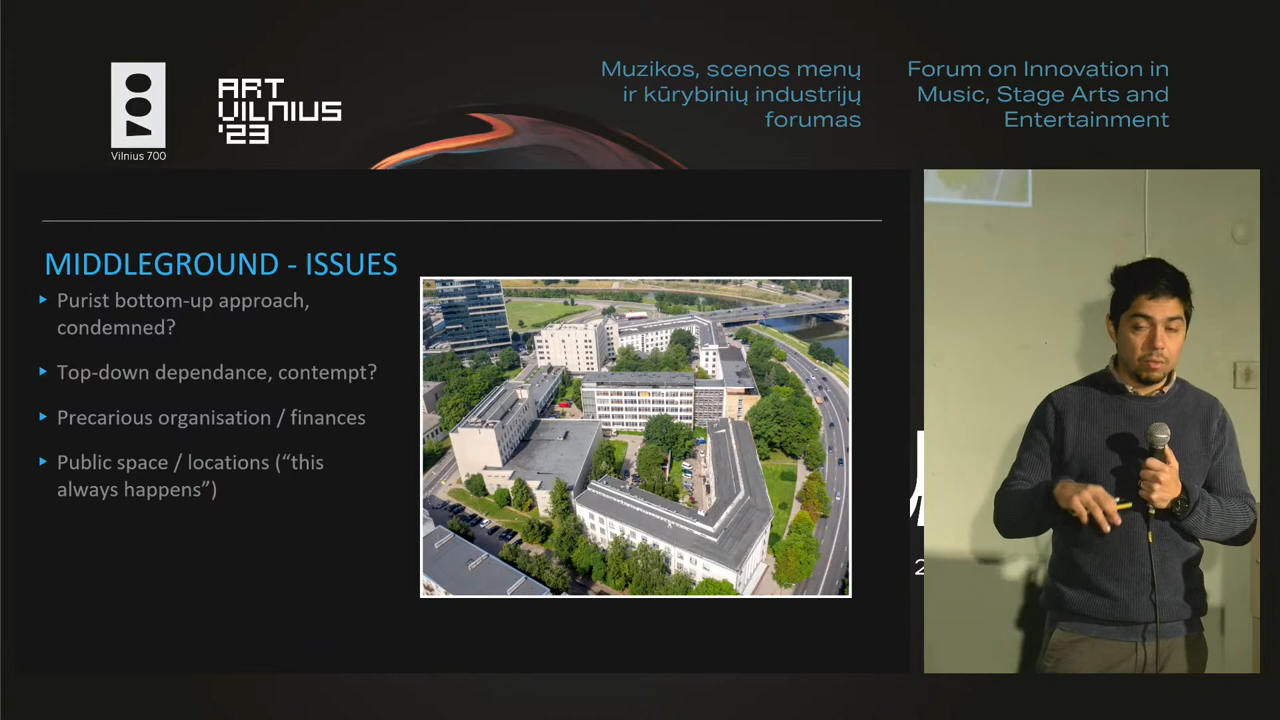 Vilnius 700
ART
VILNIUS
'23
Muzikos, scenos menų
ir kūrybinių industrijų
forumas
Forum on Innovation in
Music, Stage Arts and
Entertainment
MIDDLEGROUND - ISSUES
Purist bottom-up approach,
condemned?
Top-down dependance, contempt?
Precarious organisation / finances
Public space / locations (“this
always happens”)
2